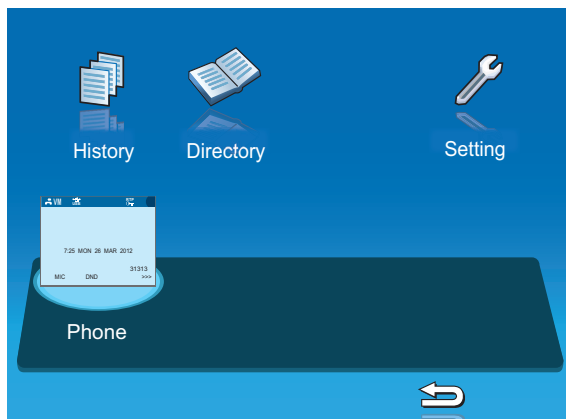 History Directory Setting
VM
7:25 MON 26 MAR 2012
31313
MIC DND >>>
Phone